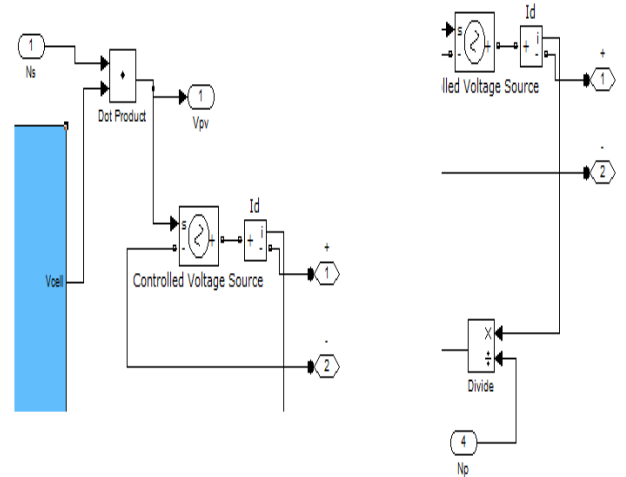 1
Ns
Dot Product
1
Vpv
Vcell
s
-
+
Controlled Voltage Source
Id
+
i
-
+
1
-
2
s
-
+
lled Voltage Source
Id
+
i
-
+
1
-
2
×
÷
Divide
4
Np